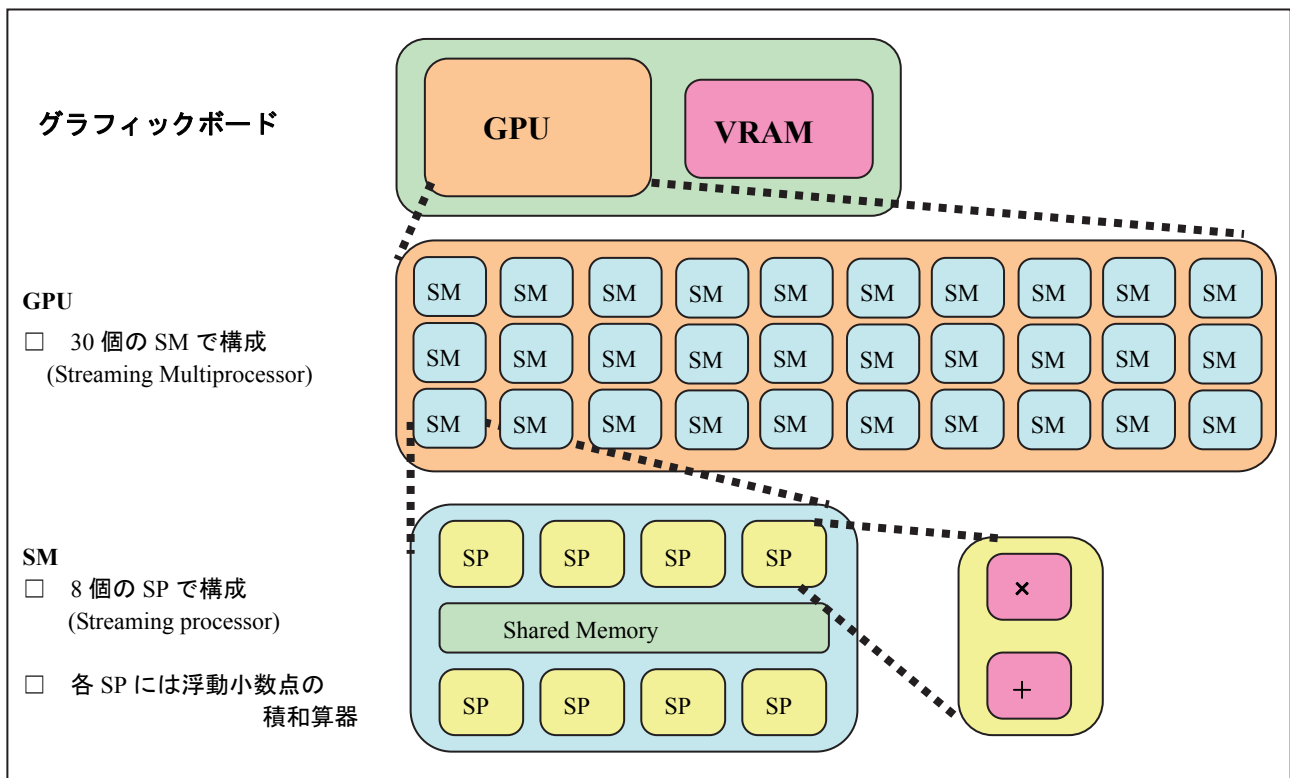 グラフィックボード
GPU
VRAM
GPU
□ 30 個の SM で構成
(Streaming Multiprocessor)
SM SM SM SM SM SM SM SM SM SM
SM SM SM SM SM SM SM SM SM SM
SM SM SM SM SM SM SM SM SM SM
SM
□ 8 個の SP で構成
(Streaming processor)
□ 各 SP には浮動小数点の
積和算器
SP SP SP SP
Shared Memory
SP SP SP SP
×
+